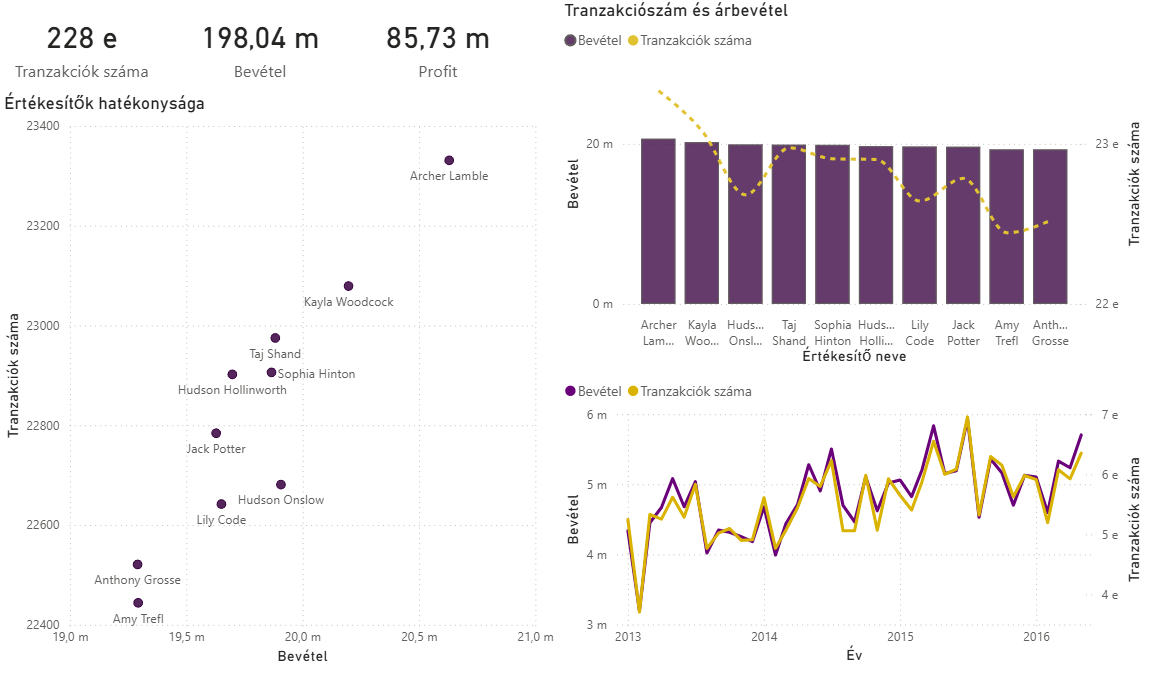 228 e
198,04 m
85,73 m
Tranzakciók száma
Bevétel
Profit
Értékesítők hatékonysága
23400
23200
23000
22800
22600
22400
Tranzakciók száma
Archer Lamble
Kayla Woodcock
Taj Shand
Sophia Hinton
Hudson Hollinworth
Jack Potter
Hudson Onslow
Lily Code
Anthony Grosse
Amy Trefl
19,0 m
19,5 m
20,0 m
20,5 m
21,0 m
Bevétel
Tranzakciószám és árbevétel
Bevétel Tranzakciók száma
20 m
0 m
Bevétel
23 e
22 e
Tranzakciók száma
Archer Lam...
Kayla Woo...
Huds... Onsl...
Taj Shand
Sophia Hinton
Huds... Holli...
Lily Code
Jack Potter
Amy Trefl
Anth... Grosse
Értékesítő neve
Bevétel Tranzakciók száma
6 m
5 m
4 m
3 m
Bevétel
7 e
6 e
5 e
4 e
Tranzakciók száma
2013
2014
2015
2016
Év